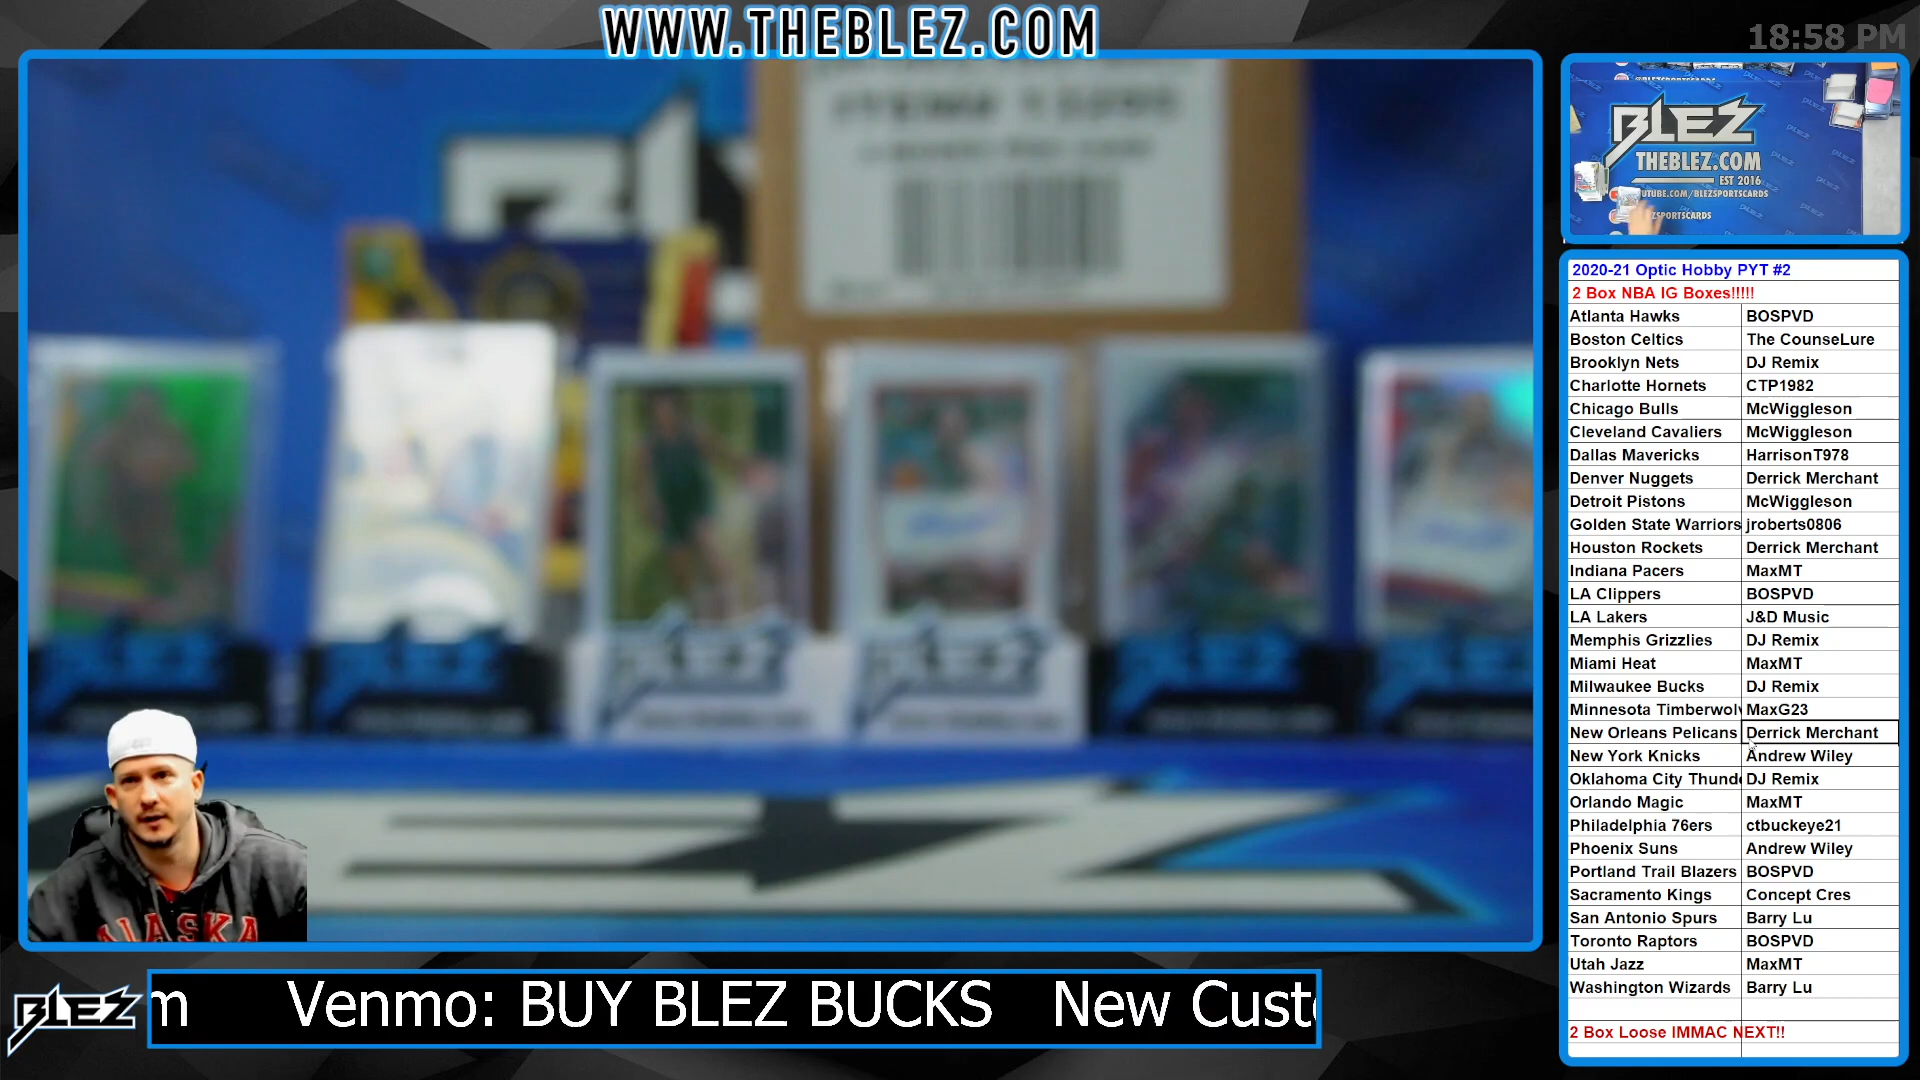 WWW.THEBLEZ.COM
18:58 PM
BLEZ
THEBLEZ.COM
EST 2016
2020-21 Optic Hobby PYT #2
2 Box NBA IG Boxes!!!!!
Atlanta Hawks BOSPVD
Boston Celtics The CounseLure
Brooklyn Nets DJ Remix
Charlotte Hornets CTP1982
Chicago Bulls McWiggleson
Cleveland Cavaliers McWiggleson
Dallas Mavericks HarrisonT978
Denver Nuggets Derrick Merchant
Detroit Pistons McWiggleson
Golden State Warriors jroberts0806
Houston Rockets Derrick Merchant
Indiana Pacers MaxMT
LA Clippers BOSPVD
LA Lakers J&D Music
Memphis Grizzlies DJ Remix
Miami Heat MaxMT
Milwaukee Bucks DJ Remix
Minnesota Timberwolv MaxG23
New Orleans Pelicans Derrick Merchant
New York Knicks Andrew Wiley
Oklahoma City Thunde DJ Remix
Orlando Magic MaxMT
Philadelphia 76ers ctbuckeye21
Phoenix Suns Andrew Wiley
Portland Trail Blazers BOSPVD
Sacramento Kings Concept Cres
San Antonio Spurs Barry Lu
Toronto Raptors BOSPVD
Utah Jazz MaxMT
Washington Wizards Barry Lu
2 Box Loose IMMAC NEXT!!
ALASKA
BLEZ
m Venmo: BUY BLEZ BUCKS New Custo